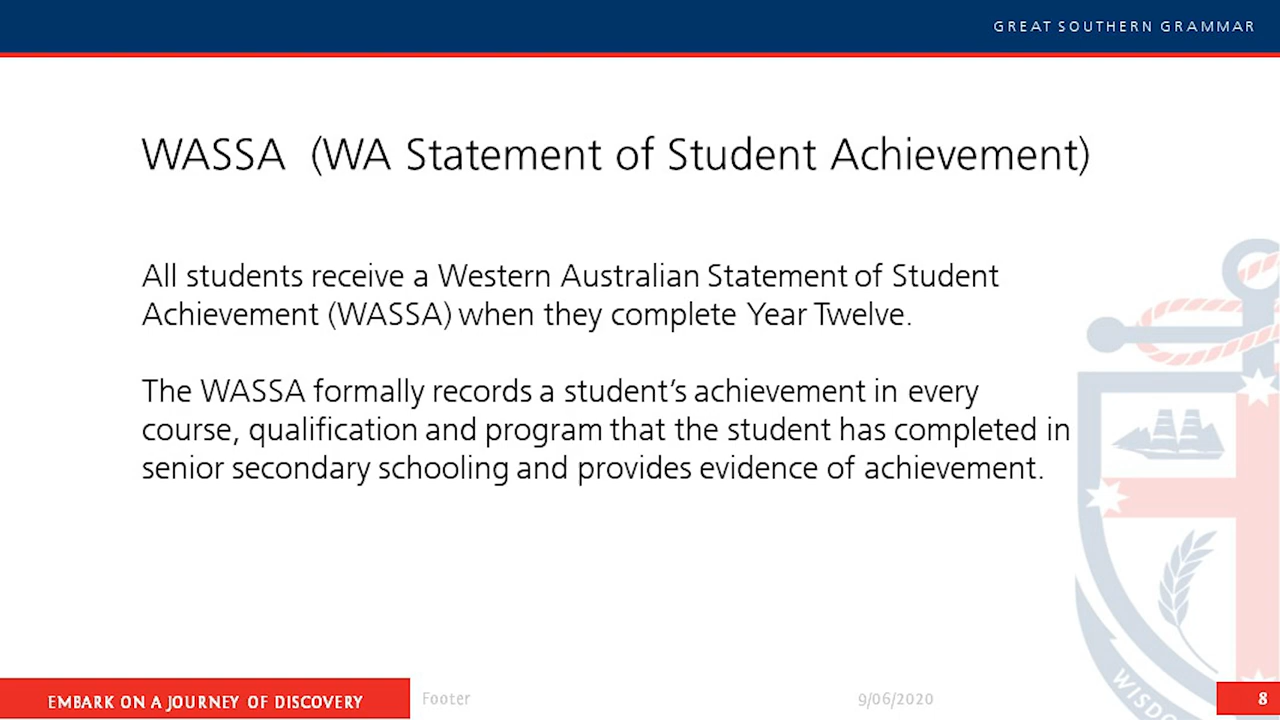 GREAT SOUTHERN GRAMMAR
WASSA (WA Statement of Student Achievement)
All students receive a Western Australian Statement of Student
Achievement (WASSA) when they complete Year Twelve.
The WASSA formally records a student's achievement in every
course, qualification and program that the student has completed in
senior secondary schooling and provides evidence of achievement.
EMBARK ON A JOURNEY OF DISCOVERY
Footer
9/06/2020
8